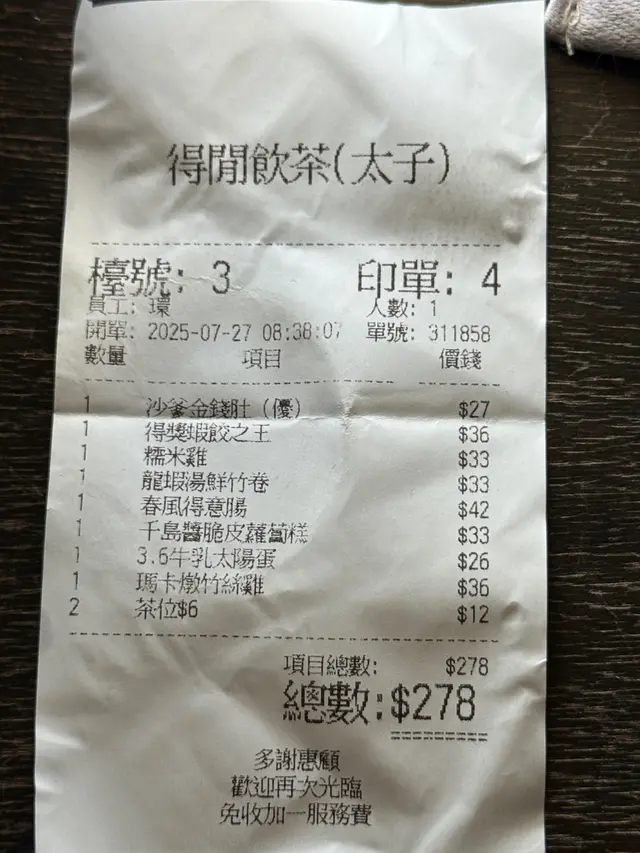 得閒飲茶(太子)
檯號: 3 印單: 4
員工: 環 人數: 1
開單: 2025-07-27 08:38:07 單號: 311858
數量 項目 價錢
1 沙爹金錢肚(優) $27
1 得獎蝦餃之王 $36
1 糯米雞 $33
1 龍蝦湯鮮竹卷 $33
1 春風得意腸 $42
1 千島醬脆皮蘿蔔糕 $33
1 3.6牛乳太陽蛋 $26
1 瑪卡燉竹絲雞 $36
2 茶位$6 $12
項目總數: $278
總數:$278
多謝惠顧
歡迎再次光臨
免收加一服務費